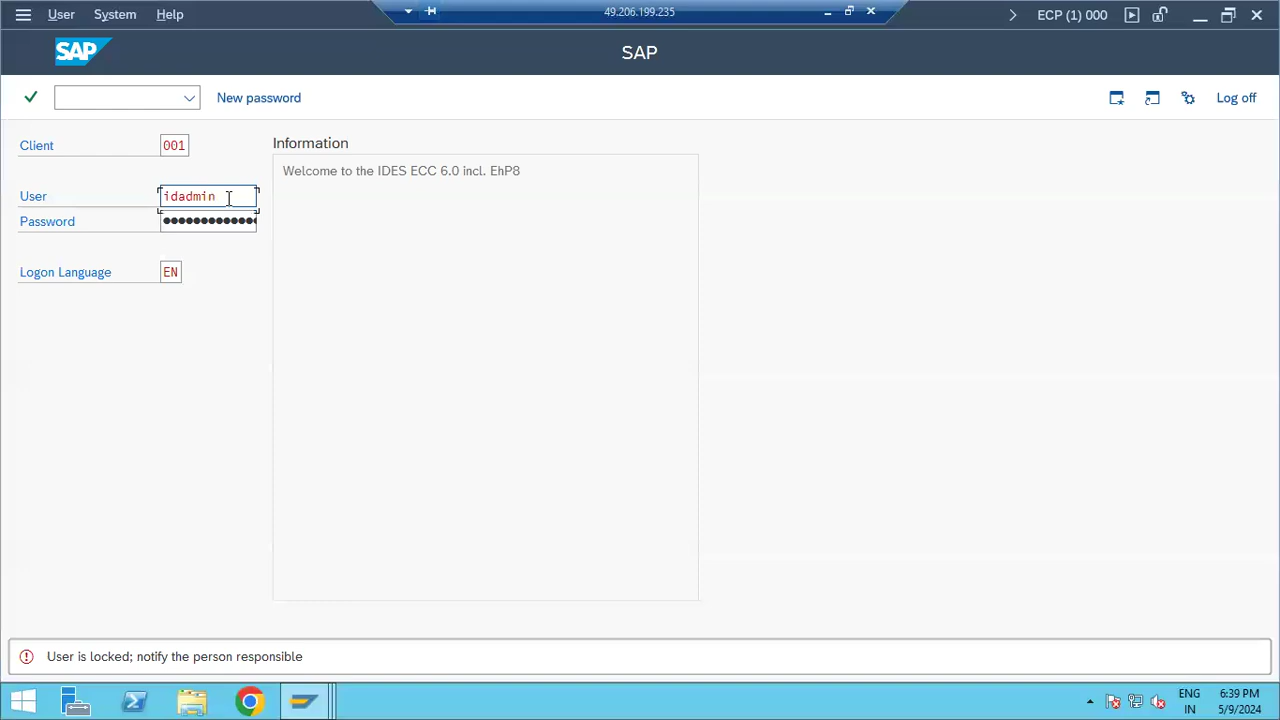 User System Help
49.206.199.235
ECP (1) 000
SAP
SAP
New password
Log off
Client 001
Information
Welcome to the IDES ECC 6.0 incl. EhP8
User idadmin
Password
Logon Language EN
User is locked; notify the person responsible
ENG 6:39 PM
IN 5/9/2024